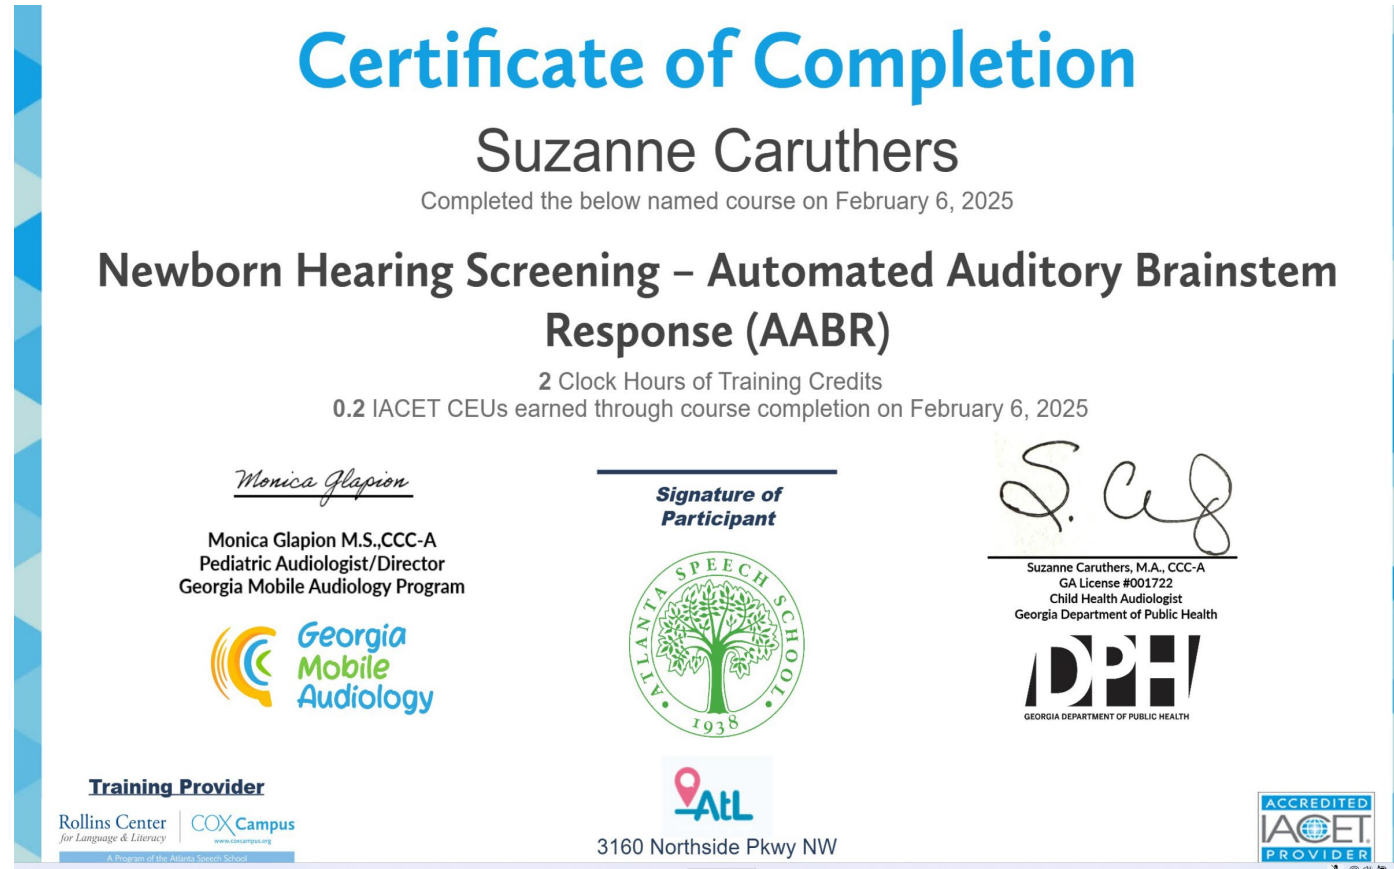 Certificate of Completion
Suzanne Caruthers
Completed the below named course on February 6, 2025
Newborn Hearing Screening – Automated Auditory Brainstem
Response (AABR)
2 Clock Hours of Training Credits
0.2 IACET CEUs earned through course completion on February 6, 2025
Monica Glapion
Monica Glapion M.S.,CCC-A
Pediatric Audiologist/Director
Georgia Mobile Audiology Program
Georgia
Mobile
Audiology
Signature of
Participant
ATLANTA SPEECH SCHOOL
1938
Suzanne Caruthers, M.A., CCC-A
GA License #001722
Child Health Audiologist
Georgia Department of Public Health
DPH
GEORGIA DEPARTMENT OF PUBLIC HEALTH
Training Provider
Rollins Center
for Language & Literacy
COX Campus
www.coxcampus.org
A Program of the Atlanta Speech School
AtL
3160 Northside Pkwy NW
ACCREDITED
IACET
PROVIDER